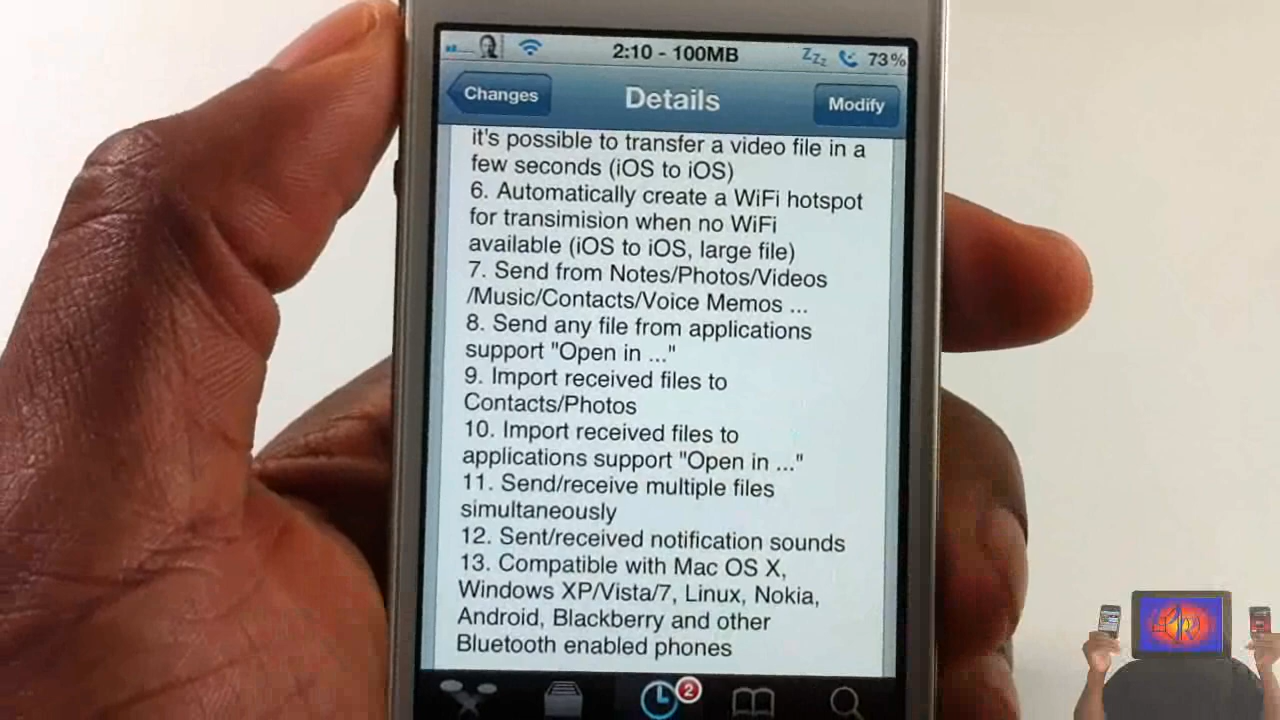 2:10 - 100MB
zzz
73%
Changes
Details
Modify
it's possible to transfer a video file in a
few seconds (iOS to iOS)
6. Automatically create a WiFi hotspot
for transimision when no WiFi
available (iOS to iOS, large file)
7. Send from Notes/Photos/Videos
/Music/Contacts/Voice Memos ...
8. Send any file from applications
support "Open in ..."
9. Import received files to
Contacts/Photos
10. Import received files to
applications support "Open in ..."
11. Send/receive multiple files
simultaneously
12. Sent/received notification sounds
13. Compatible with Mac OS X,
Windows XP/Vista/7, Linux, Nokia,
Android, Blackberry and other
Bluetooth enabled phones
2